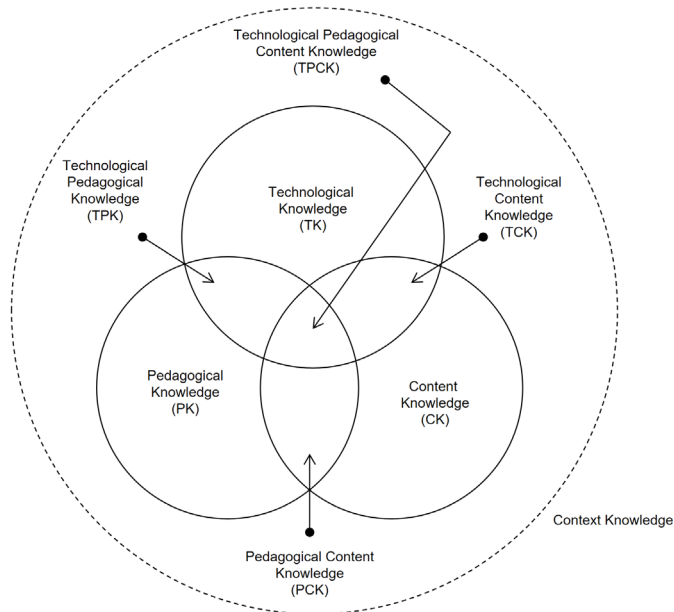 Technological Pedagogical
Content Knowledge
(TPCK)
Technological
Pedagogical
Knowledge
(TPK)
Technological
Knowledge
(TK)
Technological
Content
Knowledge
(TCK)
Pedagogical
Knowledge
(PK)
Content
Knowledge
(CK)
Context Knowledge
Pedagogical Content
Knowledge
(PCK)